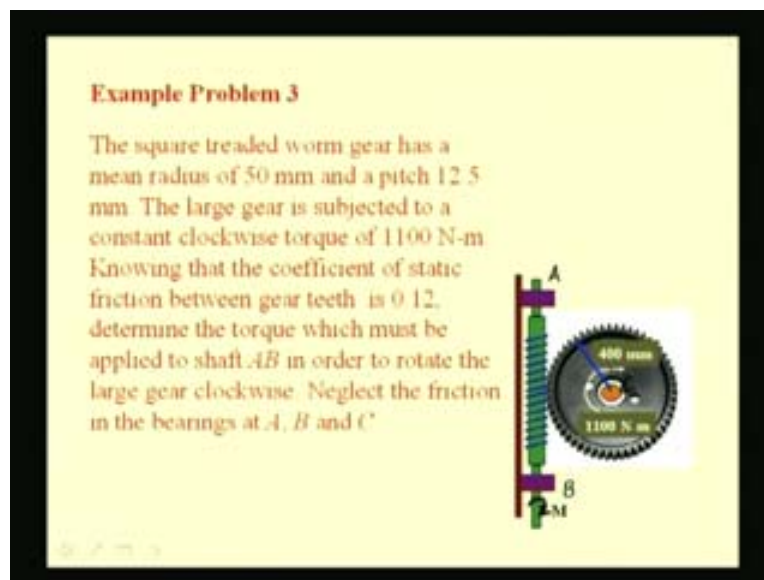 Example Problem 3
The square treaded worm gear has a
mean radius of 50 mm and a pitch 12.5
mm. The large gear is subjected to a
constant clockwise torque of 1100 N-m.
Knowing that the coefficient of static
friction between gear teeth is 0.12,
determine the torque which must be
applied to shaft AB in order to rotate the
large gear clockwise. Neglect the friction
in the bearings at A, B and C
A
400 mm
1100 N m
B
M